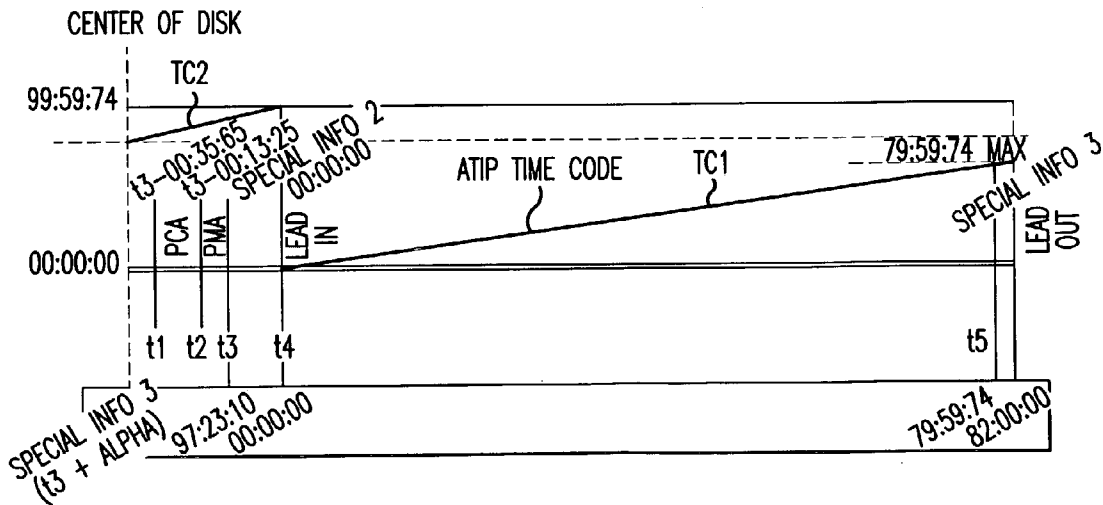 CENTER OF DISK
TC2
99:59:74
t3-00:35:65
t3-00:13:25
SPECIAL INFO 2
00:00:00
79:59:74 MAX
SPECIAL INFO 3
ATIP TIME CODE
TC1
PCA
PMA
LEAD
IN
LEAD
OUT
00:00:00
t1
t2
t3
t4
t5
SPECIAL INFO 3
(t3 + ALPHA)
97:23:10
00:00:00
79:59:74
82:00:00